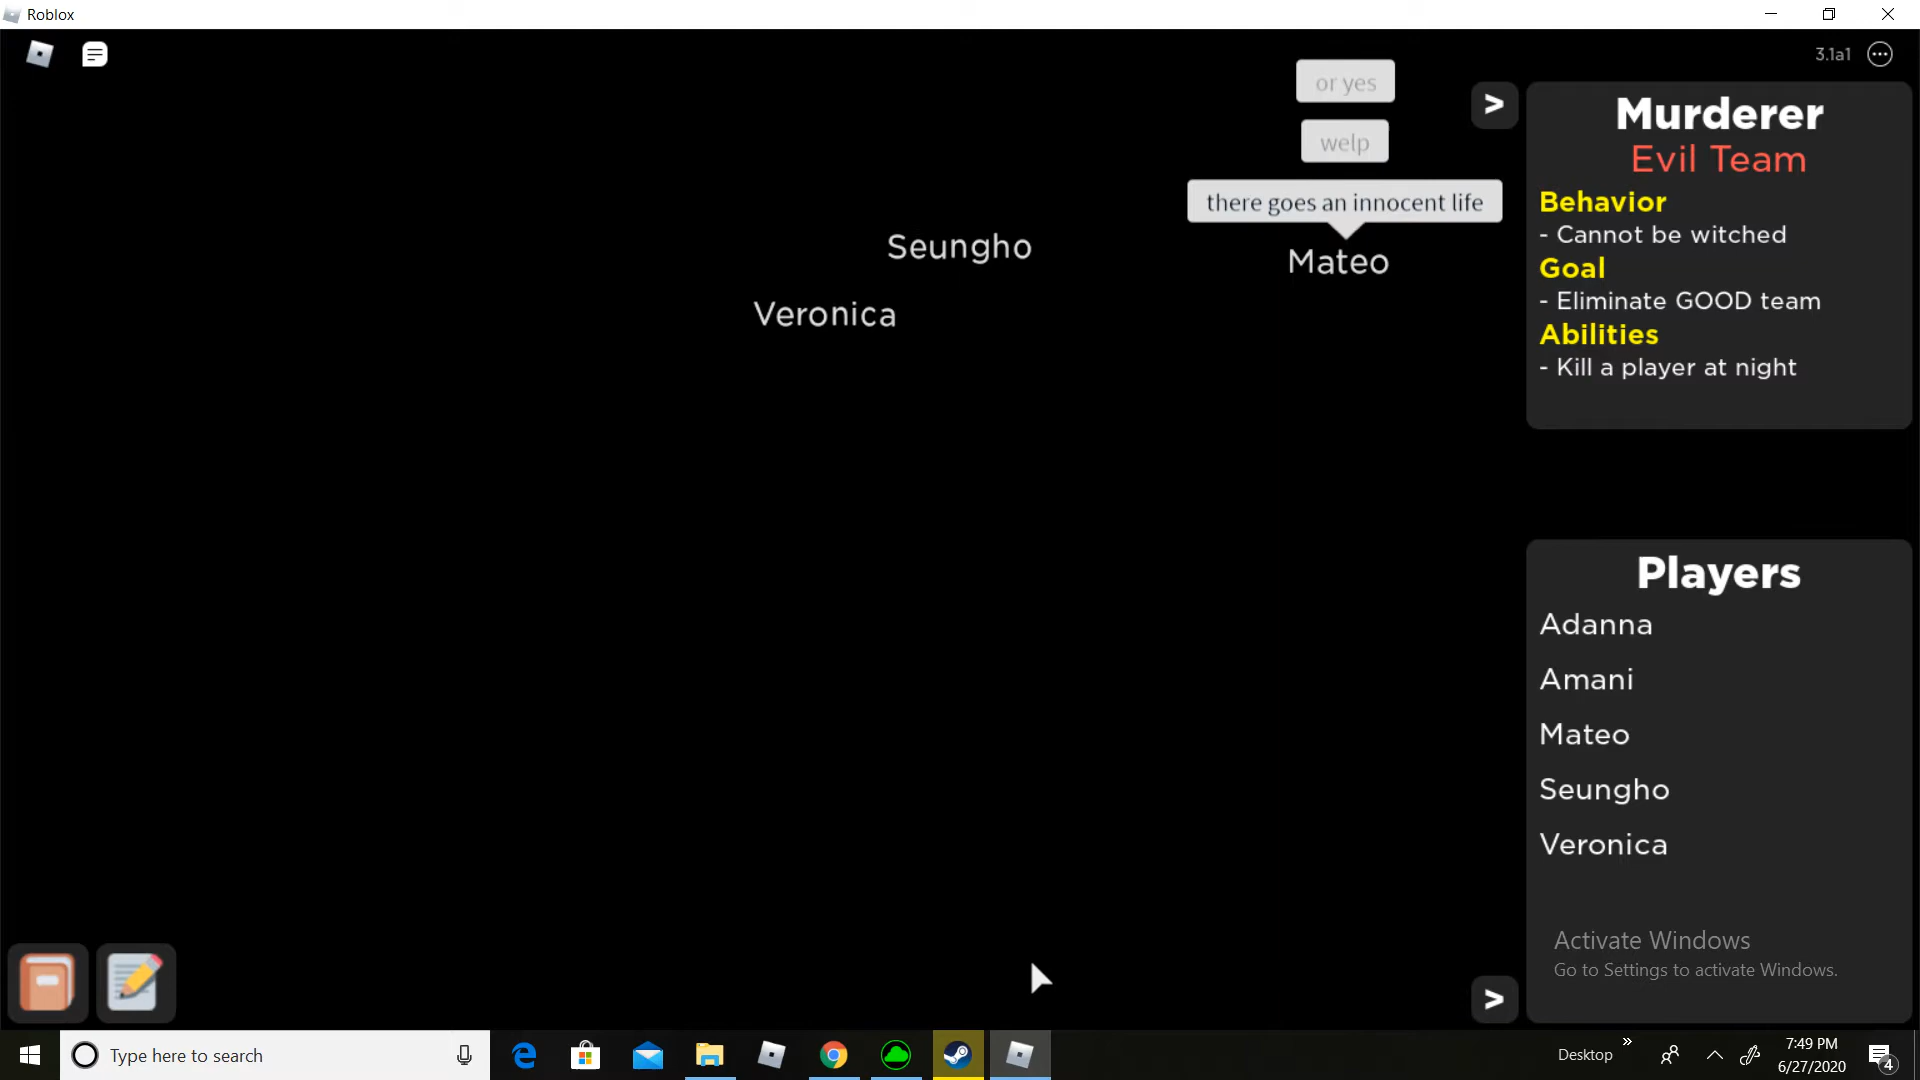 Roblox
3.1a1
or yes
welp
there goes an innocent life
Seungho
Mateo
Veronica
>
Murderer
Evil Team
Behavior
- Cannot be witched
Goal
- Eliminate GOOD team
Abilities
- Kill a player at night
Players
Adanna
Amani
Mateo
Seungho
Veronica
Activate Windows
Go to Settings to activate Windows.
>
Type here to search
Desktop
»
7:49 PM
6/27/2020
4